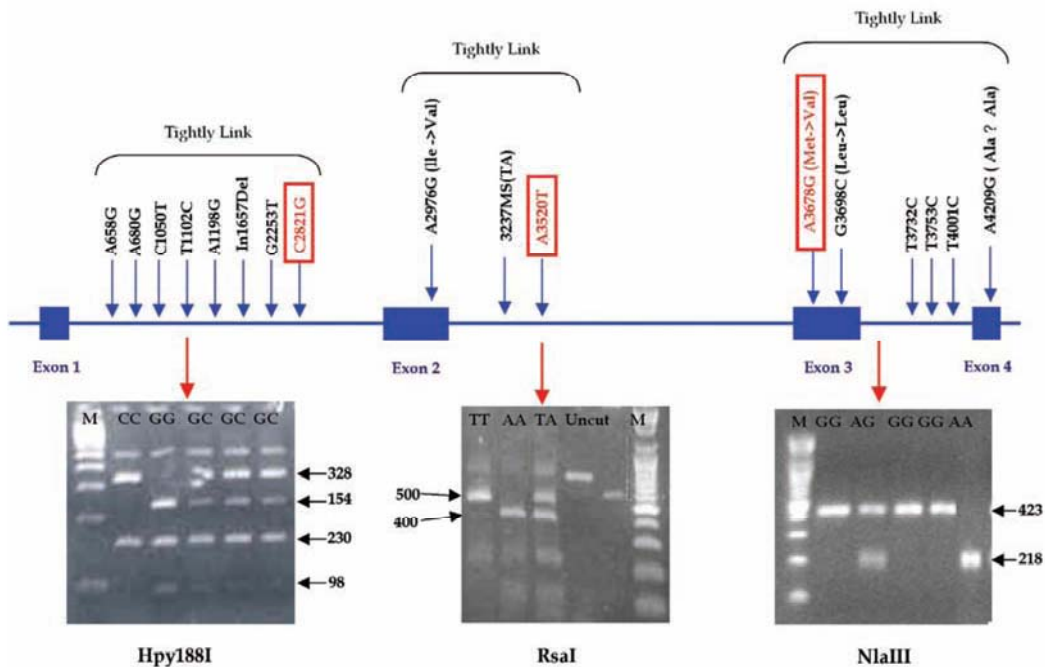 Tightly Link
Tightly Link
Tightly Link
A658G
A680G
C1050T
T1102C
A1198G
In1657Del
G2253T
C2821G
A2976G (Ile ->Val)
3237MS(TA)
A3520T
A3678G (Met->Val)
G3698C (Leu->Leu)
T3732C
T3753C
T4001C
A4209G ( Ala ? Ala)
Exon 1
Exon 2
Exon 3
Exon 4
M CC GG GC GC GC
328
154
230
98
Hpy188I
TT AA TA Uncut M
500
400
RsaI
M GG AG GG GG AA
423
218
NlaIII